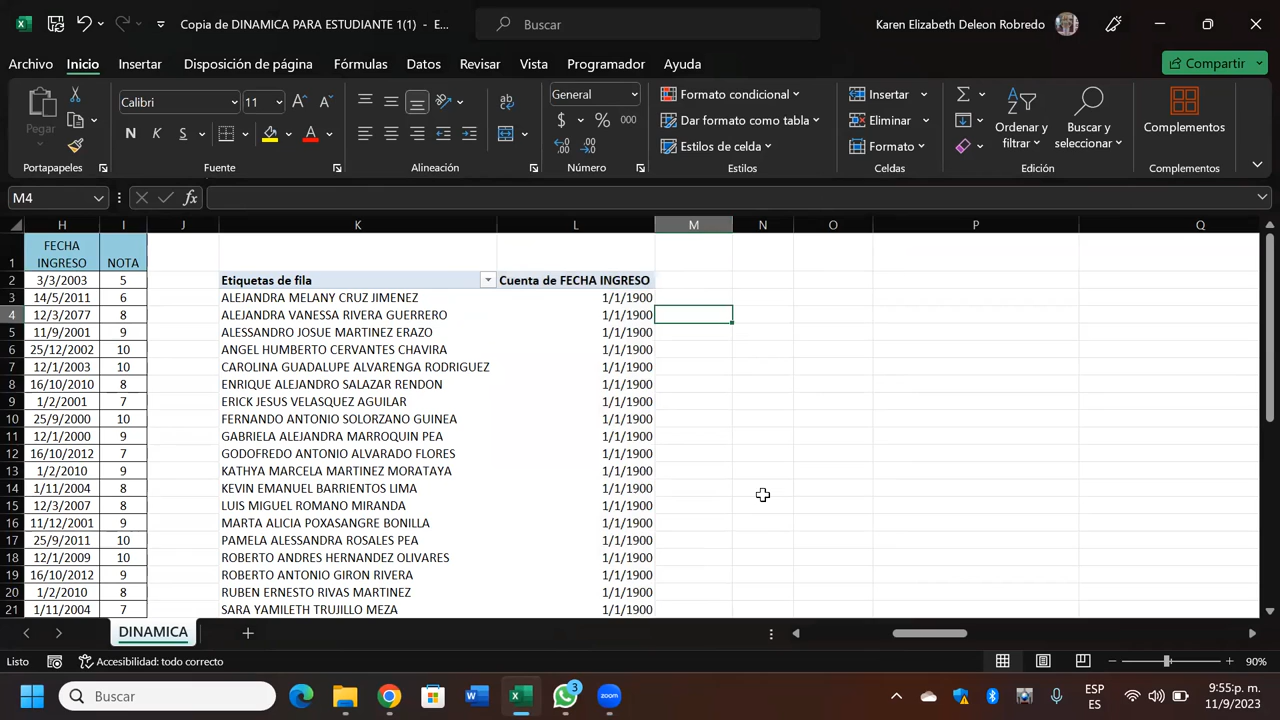 Copia de DINAMICA PARA ESTUDIANTE 1(1) - E...
Buscar
Karen Elizabeth Deleon Robredo
Archivo Inicio Insertar Disposición de página Fórmulas Datos Revisar Vista Programador Ayuda
Compartir
Pegar
Calibri 11
N K S
General
$ % 000
Formato condicional
Dar formato como tabla
Estilos de celda
Insertar
Eliminar
Formato
Ordenar y filtrar
Buscar y seleccionar
Complementos
Portapapeles Fuente Alineación Número Estilos Celdas Edición Complementos
M4 fx
H I J K L M N O P Q
1 FECHA INGRESO NOTA
2 3/3/2003 5 Etiquetas de fila Cuenta de FECHA INGRESO
3 14/5/2011 6 ALEJANDRA MELANY CRUZ JIMENEZ 1/1/1900
4 12/3/2077 8 ALEJANDRA VANESSA RIVERA GUERRERO 1/1/1900
5 11/9/2001 9 ALESSANDRO JOSUE MARTINEZ ERAZO 1/1/1900
6 25/12/2002 10 ANGEL HUMBERTO CERVANTES CHAVIRA 1/1/1900
7 12/1/2003 10 CAROLINA GUADALUPE ALVARENGA RODRIGUEZ 1/1/1900
8 16/10/2010 8 ENRIQUE ALEJANDRO SALAZAR RENDON 1/1/1900
9 1/2/2001 7 ERICK JESUS VELASQUEZ AGUILAR 1/1/1900
10 25/9/2000 10 FERNANDO ANTONIO SOLORZANO GUINEA 1/1/1900
11 12/1/2000 9 GABRIELA ALEJANDRA MARROQUIN PEA 1/1/1900
12 16/10/2012 7 GODOFREDO ANTONIO ALVARADO FLORES 1/1/1900
13 1/2/2010 9 KATHYA MARCELA MARTINEZ MORATAYA 1/1/1900
14 1/11/2004 8 KEVIN EMANUEL BARRIENTOS LIMA 1/1/1900
15 12/3/2007 8 LUIS MIGUEL ROMANO MIRANDA 1/1/1900
16 11/12/2001 9 MARTA ALICIA POXASANGRE BONILLA 1/1/1900
17 25/9/2011 10 PAMELA ALESSANDRA ROSALES PEA 1/1/1900
18 12/1/2009 10 ROBERTO ANDRES HERNANDEZ OLIVARES 1/1/1900
19 16/10/2012 9 ROBERTO ANTONIO GIRON RIVERA 1/1/1900
20 1/2/2010 8 RUBEN ERNESTO RIVAS MARTINEZ 1/1/1900
21 1/11/2004 7 SARA YAMILETH TRUJILLO MEZA 1/1/1900
DINAMICA
Listo Accesibilidad: todo correcto 90%
Buscar
3
zoom
ESP
ES
9:55p. m.
11/9/2023